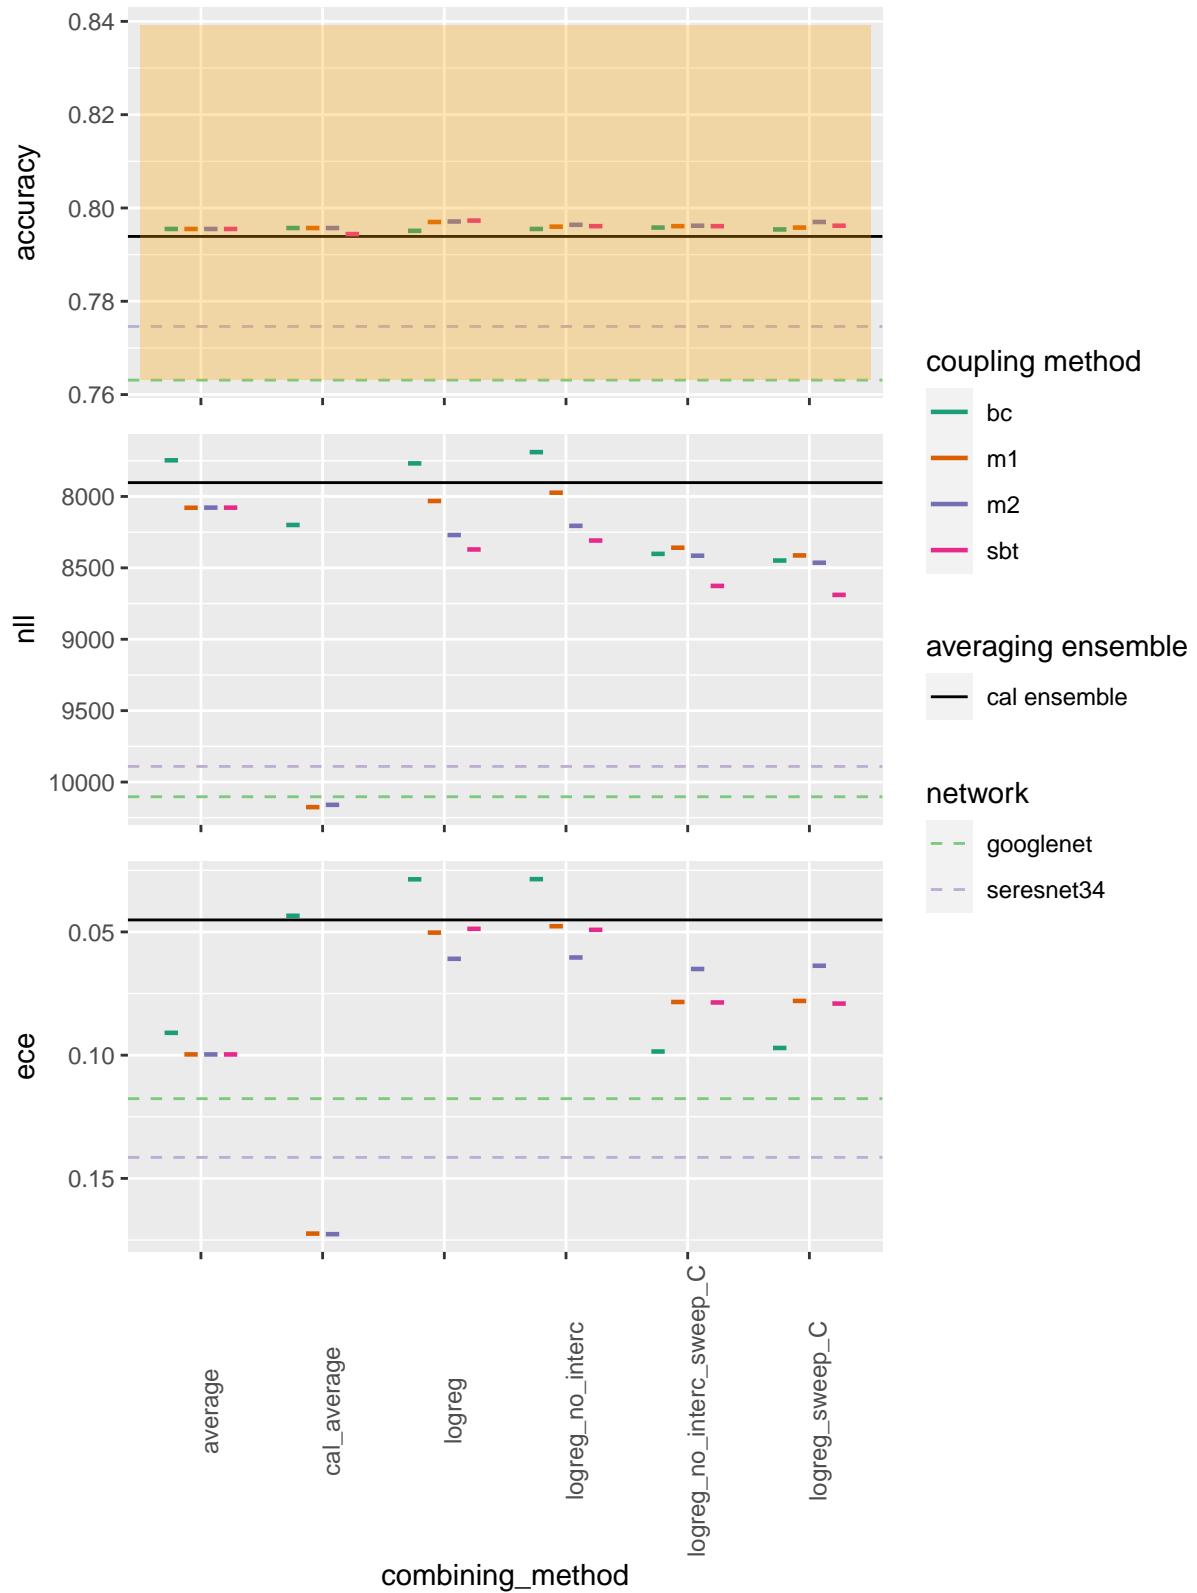 0.84
0.82
0.80
0.78
0.76
accuracy
8000
8500
9000
9500
10000
nll
0.05
0.10
0.15
ece
average
cal_average
logreg
logreg_no_interc
logreg_no_interc_sweep_C
logreg_sweep_C
combining_method
coupling method
bc
m1
m2
sbt
averaging ensemble
cal ensemble
network
googlenet
seresnet34